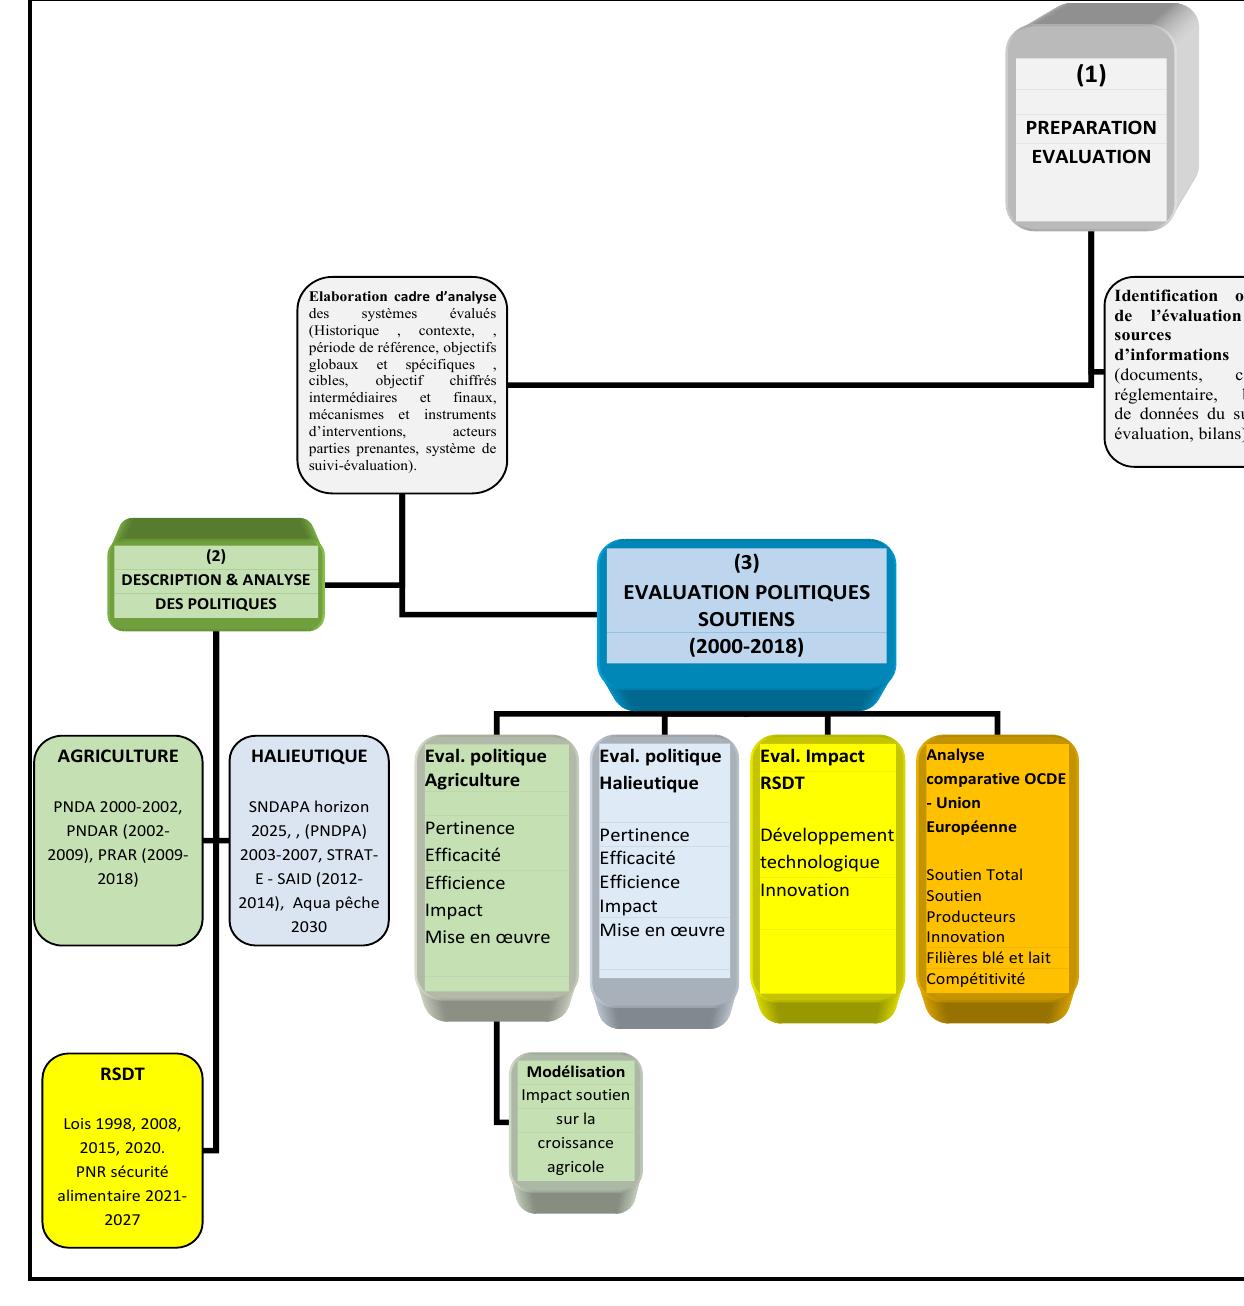 (1)
PREPARATION
EVALUATION
Elaboration cadre d’analyse
des systèmes évalués
(Historique , contexte, ,
période de référence, objectifs
globaux et spécifiques ,
cibles, objectif chiffrés
intermédiaires et finaux,
mécanismes et instruments
d’interventions, acteurs
parties prenantes, système de
suivi-évaluation).
Identification
de l’évaluation
sources
d’informations
(documents,
réglementaire,
de données du
évaluation, bilans)
(2)
DESCRIPTION & ANALYSE
DES POLITIQUES
(3)
EVALUATION POLITIQUES
SOUTIENS
(2000-2018)
AGRICULTURE
PNDA 2000-2002,
PNDAR (2002-
2009), PRAR (2009-
2018)
HALIEUTIQUE
SNDAPA horizon
2025, , (PNDPA)
2003-2007, STRAT-
E - SAID (2012-
2014), Aqua pêche
2030
Eval. politique
Agriculture
Pertinence
Efficacité
Efficience
Impact
Mise en œuvre
Eval. politique
Halieutique
Pertinence
Efficacité
Efficience
Impact
Mise en œuvre
Eval. Impact
RSDT
Développement
technologique
Innovation
Analyse
comparative OCDE
- Union
Européenne
Soutien Total
Soutien
Producteurs
Innovation
Filières blé et lait
Compétitivité
RSDT
Lois 1998, 2008,
2015, 2020.
PNR sécurité
alimentaire 2021-
2027
Modélisation
Impact soutien
sur la
croissance
agricole